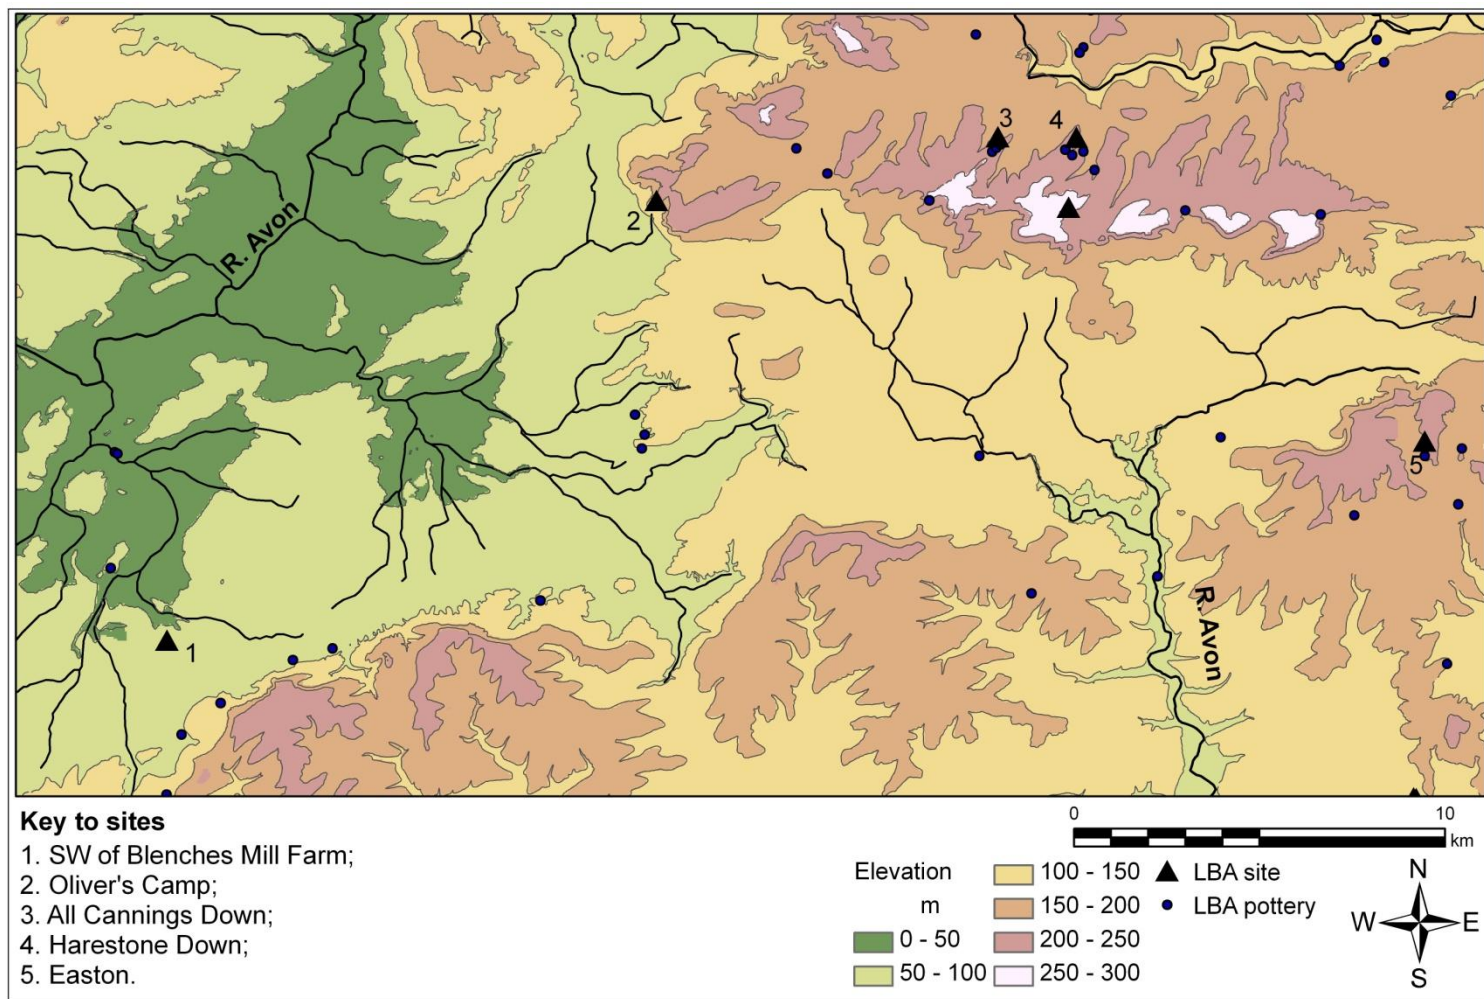 3
4
2
R. Avon
5
R. Avon
1
Key to sites
1. SW of Blenches Mill Farm;
2. Oliver's Camp;
3. All Cannings Down;
4. Harestone Down;
5. Easton.
0 10
km
Elevation
m
0 - 50
50 - 100
100 - 150
150 - 200
200 - 250
250 - 300
LBA site
LBA pottery
N
W E
S